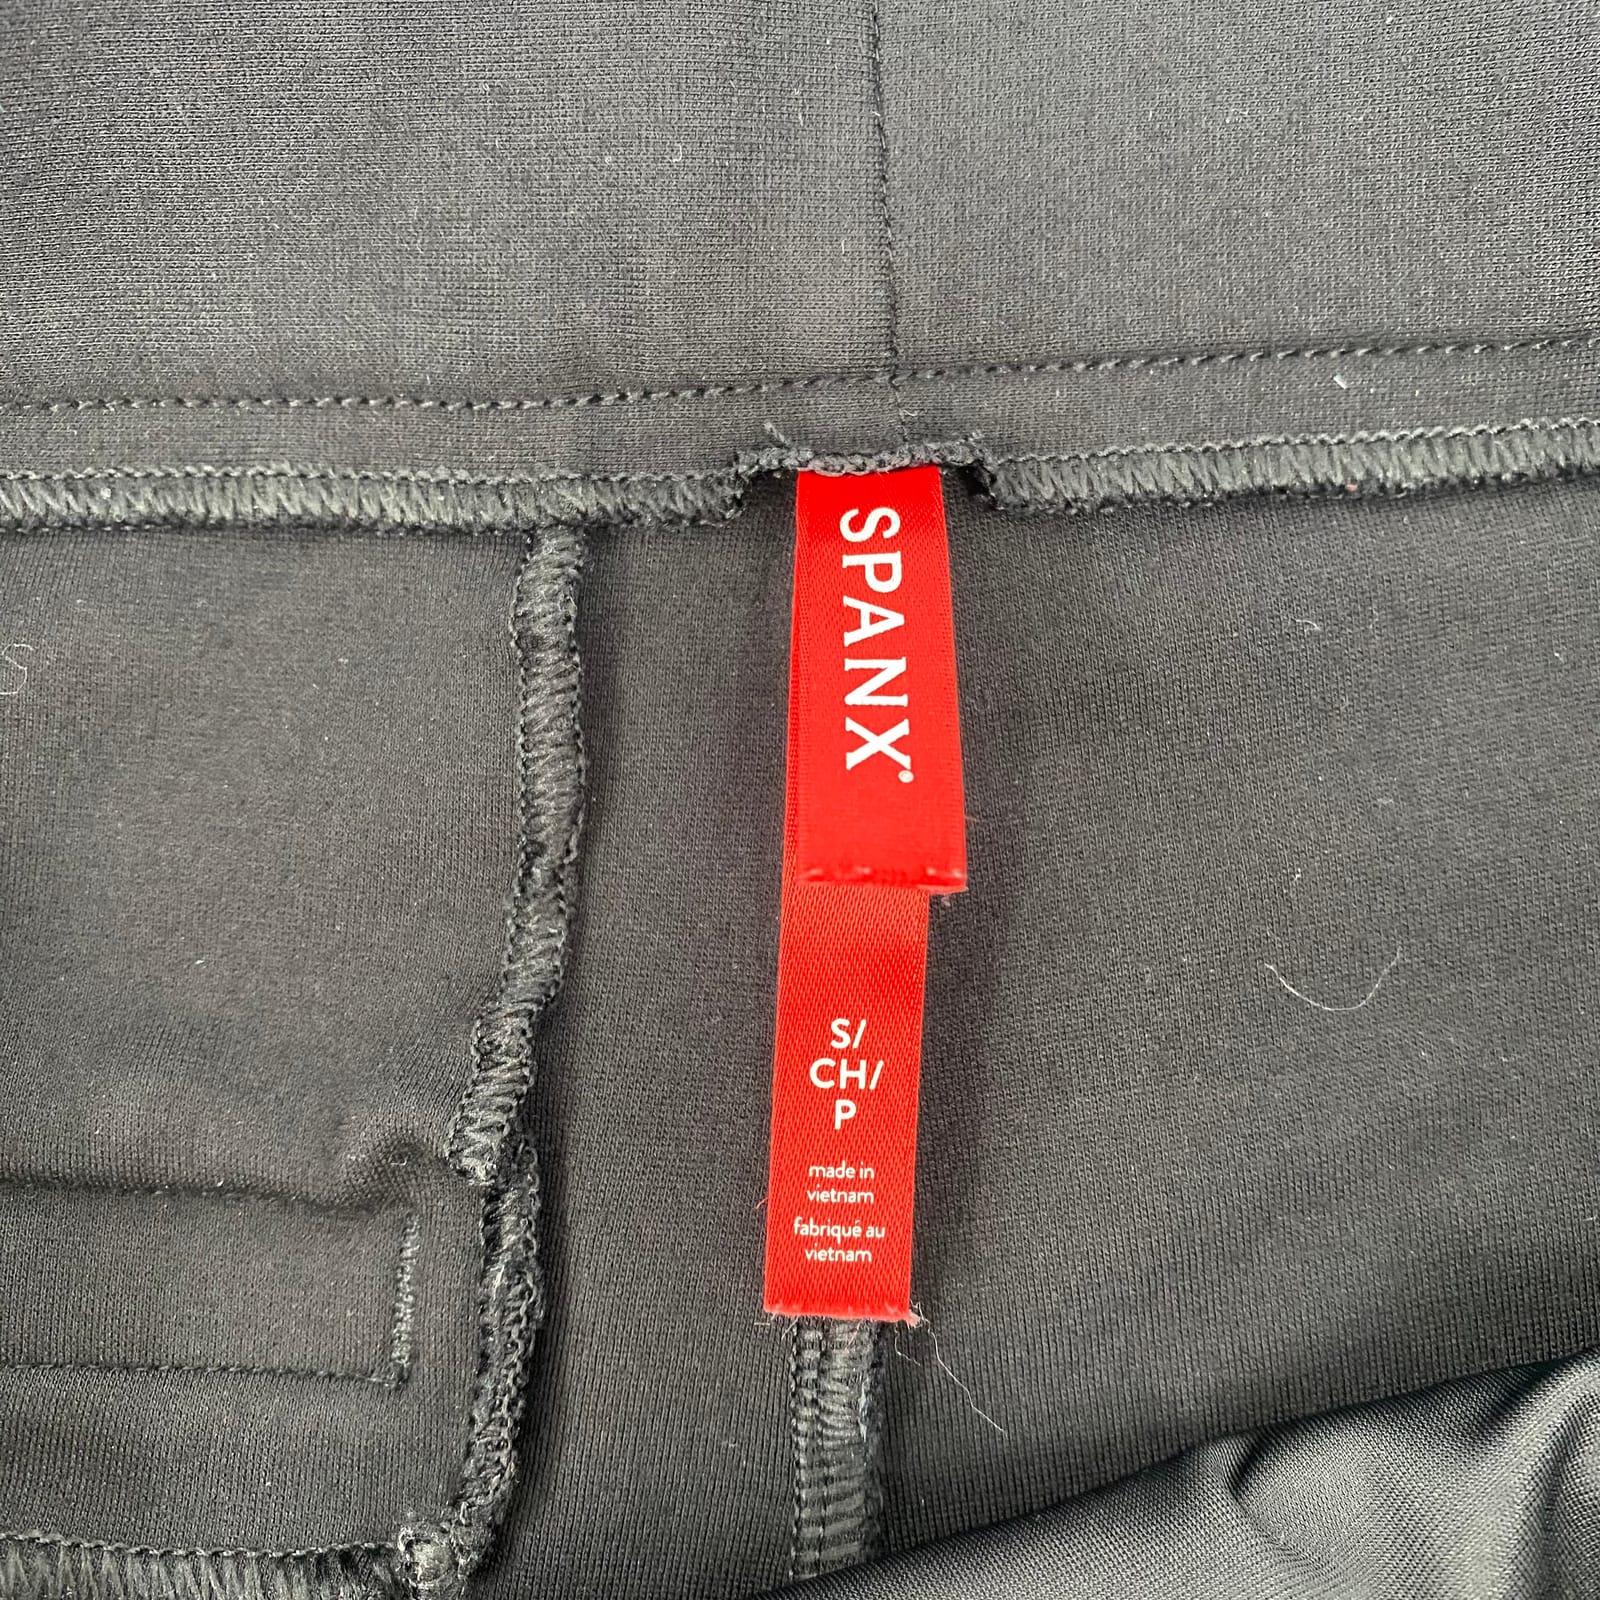 SPANX®
S/
CH/
P
made in
vietnam
fabriqué au
vietnam